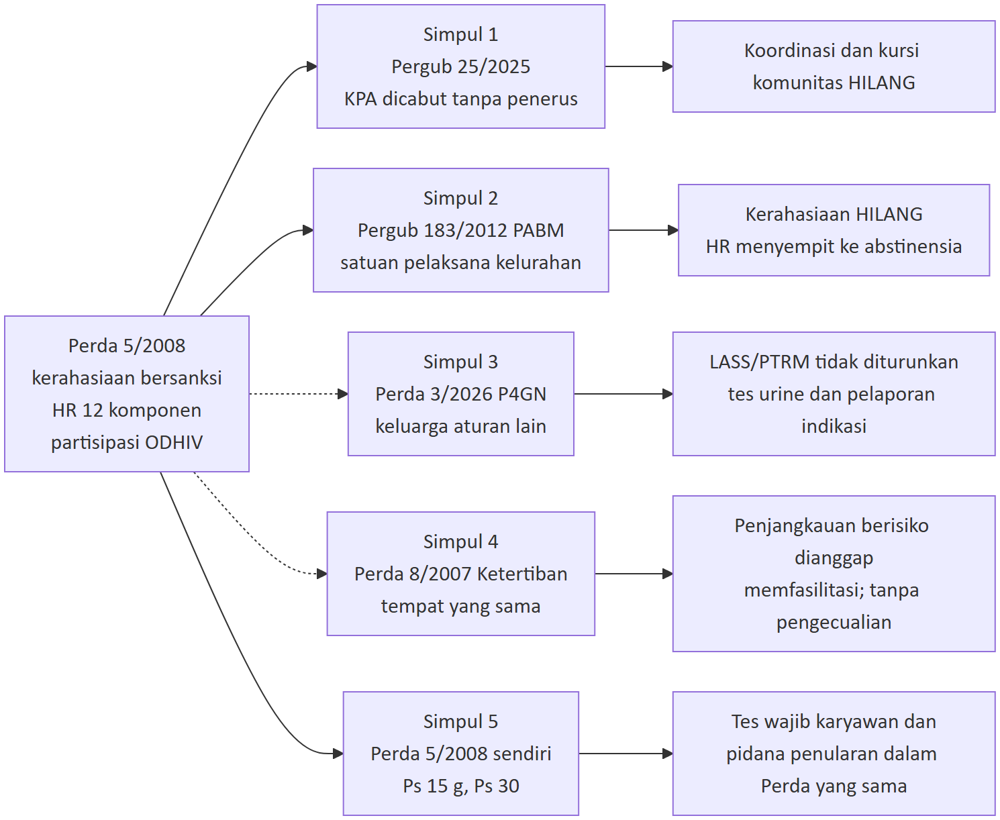 Simpul 1
Pergub 25/2025
KPA dicabut tanpa penerus
Koordinasi dan kursi
komunitas HILANG
Simpul 2
Pergub 183/2012 PABM
satuan pelaksana kelurahan
Kerahasiaan HILANG
HR menyempit ke abstinensia
Perda 5/2008
kerahasiaan bersanksi
HR 12 komponen
partisipasi ODHIV
Simpul 3
Perda 3/2026 P4GN
keluarga aturan lain
LASS/PTRM tidak diturunkan
tes urine dan pelaporan
indikasi
Simpul 4
Perda 8/2007 Ketertiban
tempat yang sama
Penjangkauan berisiko
dianggap
memfasilitasi; tanpa
pengecualian
Simpul 5
Perda 5/2008 sendiri
Ps 15 g, Ps 30
Tes wajib karyawan dan
pidana penularan dalam
Perda yang sama